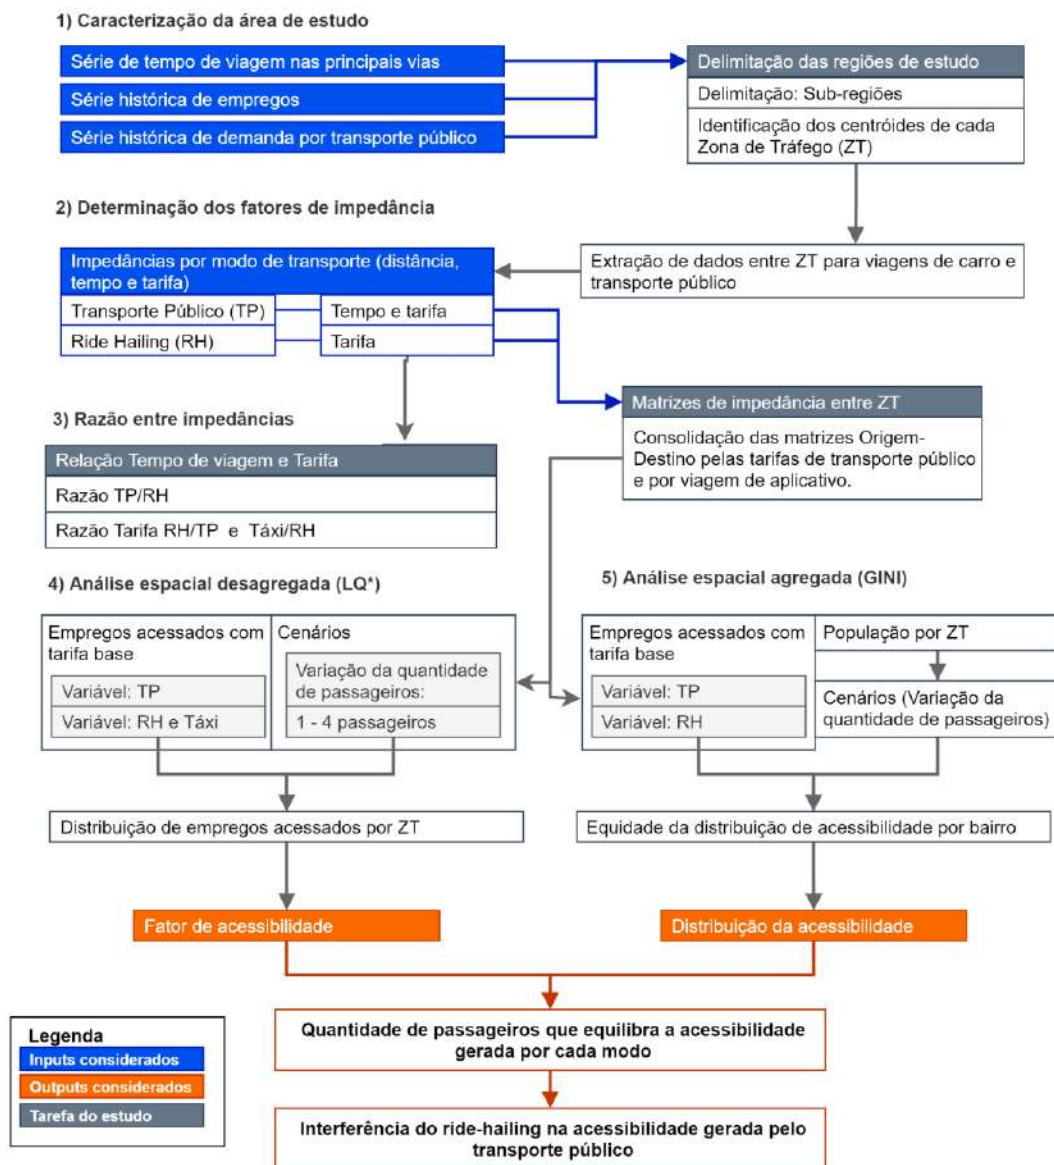 1) Caracterização da área de estudo
Série de tempo de viagem nas principais vias
Série histórica de empregos
Série histórica de demanda por transporte público
Delimitação das regiões de estudo
Delimitação: Sub-regiões
Identificação dos centróides de cada
Zona de Tráfego (ZT)
2) Determinação dos fatores de impedância
Impedâncias por modo de transporte (distância,
tempo e tarifa)
Transporte Público (TP)
Tempo e tarifa
Ride Hailing (RH)
Tarifa
Extração de dados entre ZT para viagens de carro e
transporte público
Matrizes de impedância entre ZT
Consolidação das matrizes Origem-
Destino pelas tarifas de transporte público
e por viagem de aplicativo.
3) Razão entre impedâncias
Relação Tempo de viagem e Tarifa
Razão TP/RH
Razão Tarifa RH/TP e Táxi/RH
4) Análise espacial desagregada (LQ*)
Empregos acessados com
tarifa base
Variável: TP
Variável: RH e Táxi
Cenários
Variação da quantidade
de passageiros:
1 - 4 passageiros
Distribuição de empregos acessados por ZT
5) Análise espacial agregada (GINI)
Empregos acessados com
tarifa base
Variável: TP
Variável: RH
População por ZT
Cenários (Variação da
quantidade de passageiros)
Equidade da distribuição de acessibilidade por bairro
Fator de acessibilidade
Distribuição da acessibilidade
Quantidade de passageiros que equilibra a acessibilidade
gerada por cada modo
Interferência do ride-hailing na acessibilidade gerada pelo
transporte público
Legenda
Inputs considerados
Outputs considerados
Tarefa do estudo